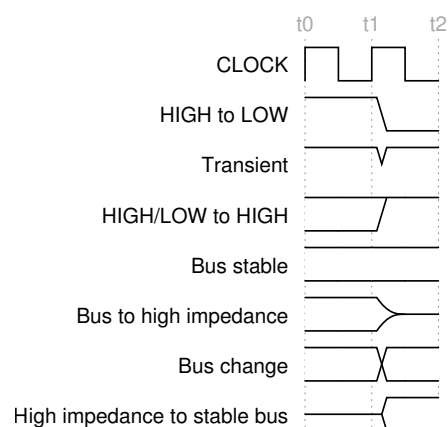 t0 t1 t2
CLOCK
HIGH to LOW
Transient
HIGH/LOW to HIGH
Bus stable
Bus to high impedance
Bus change
High impedance to stable bus